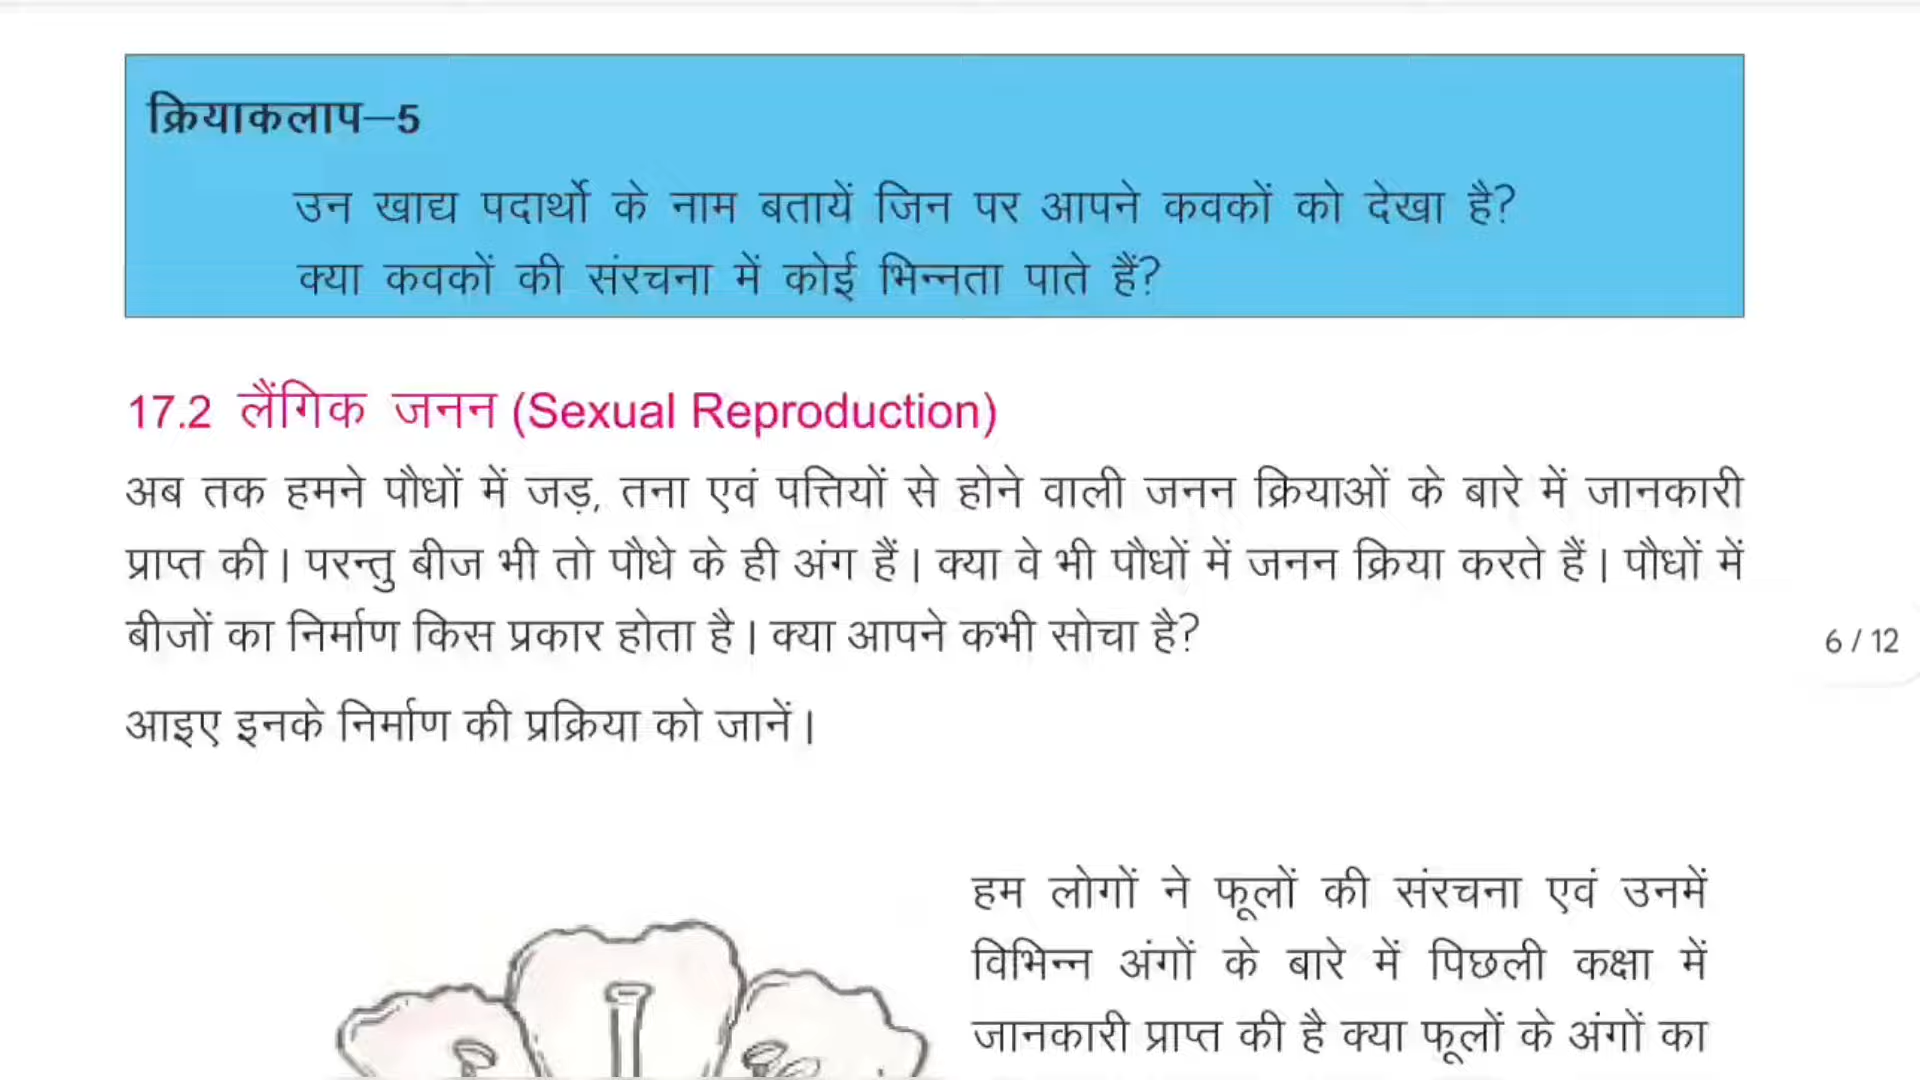 क्रियाकलाप–5
उन खाद्य पदार्थो के नाम बतायें जिन पर आपने कवकों को देखा है?
क्या कवकों की संरचना में कोई भिन्नता पाते हैं?
17.2 लैंगिक जनन (Sexual Reproduction)
अब तक हमने पौधों में जड़, तना एवं पत्तियों से होने वाली जनन क्रियाओं के बारे में जानकारी
प्राप्त की। परन्तु बीज भी तो पौधे के ही अंग हैं। क्या वे भी पौधों में जनन क्रिया करते हैं। पौधों में
बीजों का निर्माण किस प्रकार होता है। क्या आपने कभी सोचा है?
6 / 12
आइए इनके निर्माण की प्रक्रिया को जानें।
हम लोगों ने फूलों की संरचना एवं उनमें
विभिन्न अंगों के बारे में पिछली कक्षा में
जानकारी प्राप्त की है क्या फूलों के अंगों का